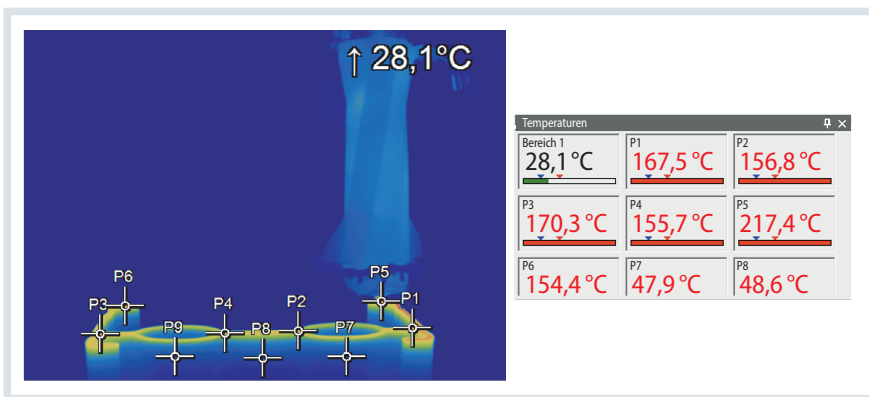 ↑ 28,1°C
P6
P5
P3
P4
P2
P1
P9
P8
P7
Temperaturen
Bereich 1
28,1 °C
P1
167,5 °C
P2
156,8 °C
P3
170,3 °C
P4
155,7 °C
P5
217,4 °C
P6
154,4 °C
P7
47,9 °C
P8
48,6 °C